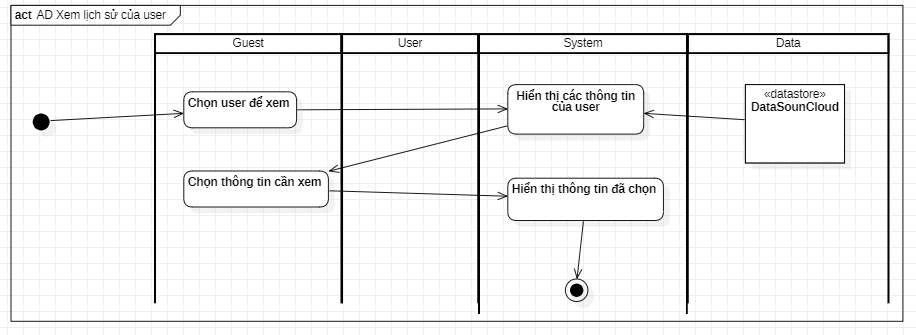 act AD Xem lịch sử của user
Guest
User
System
Data
Chọn user để xem
Hiển thị các thông tin
của user
«datastore»
DataSounCloud
Chọn thông tin cần xem
Hiển thị thông tin đã chọn